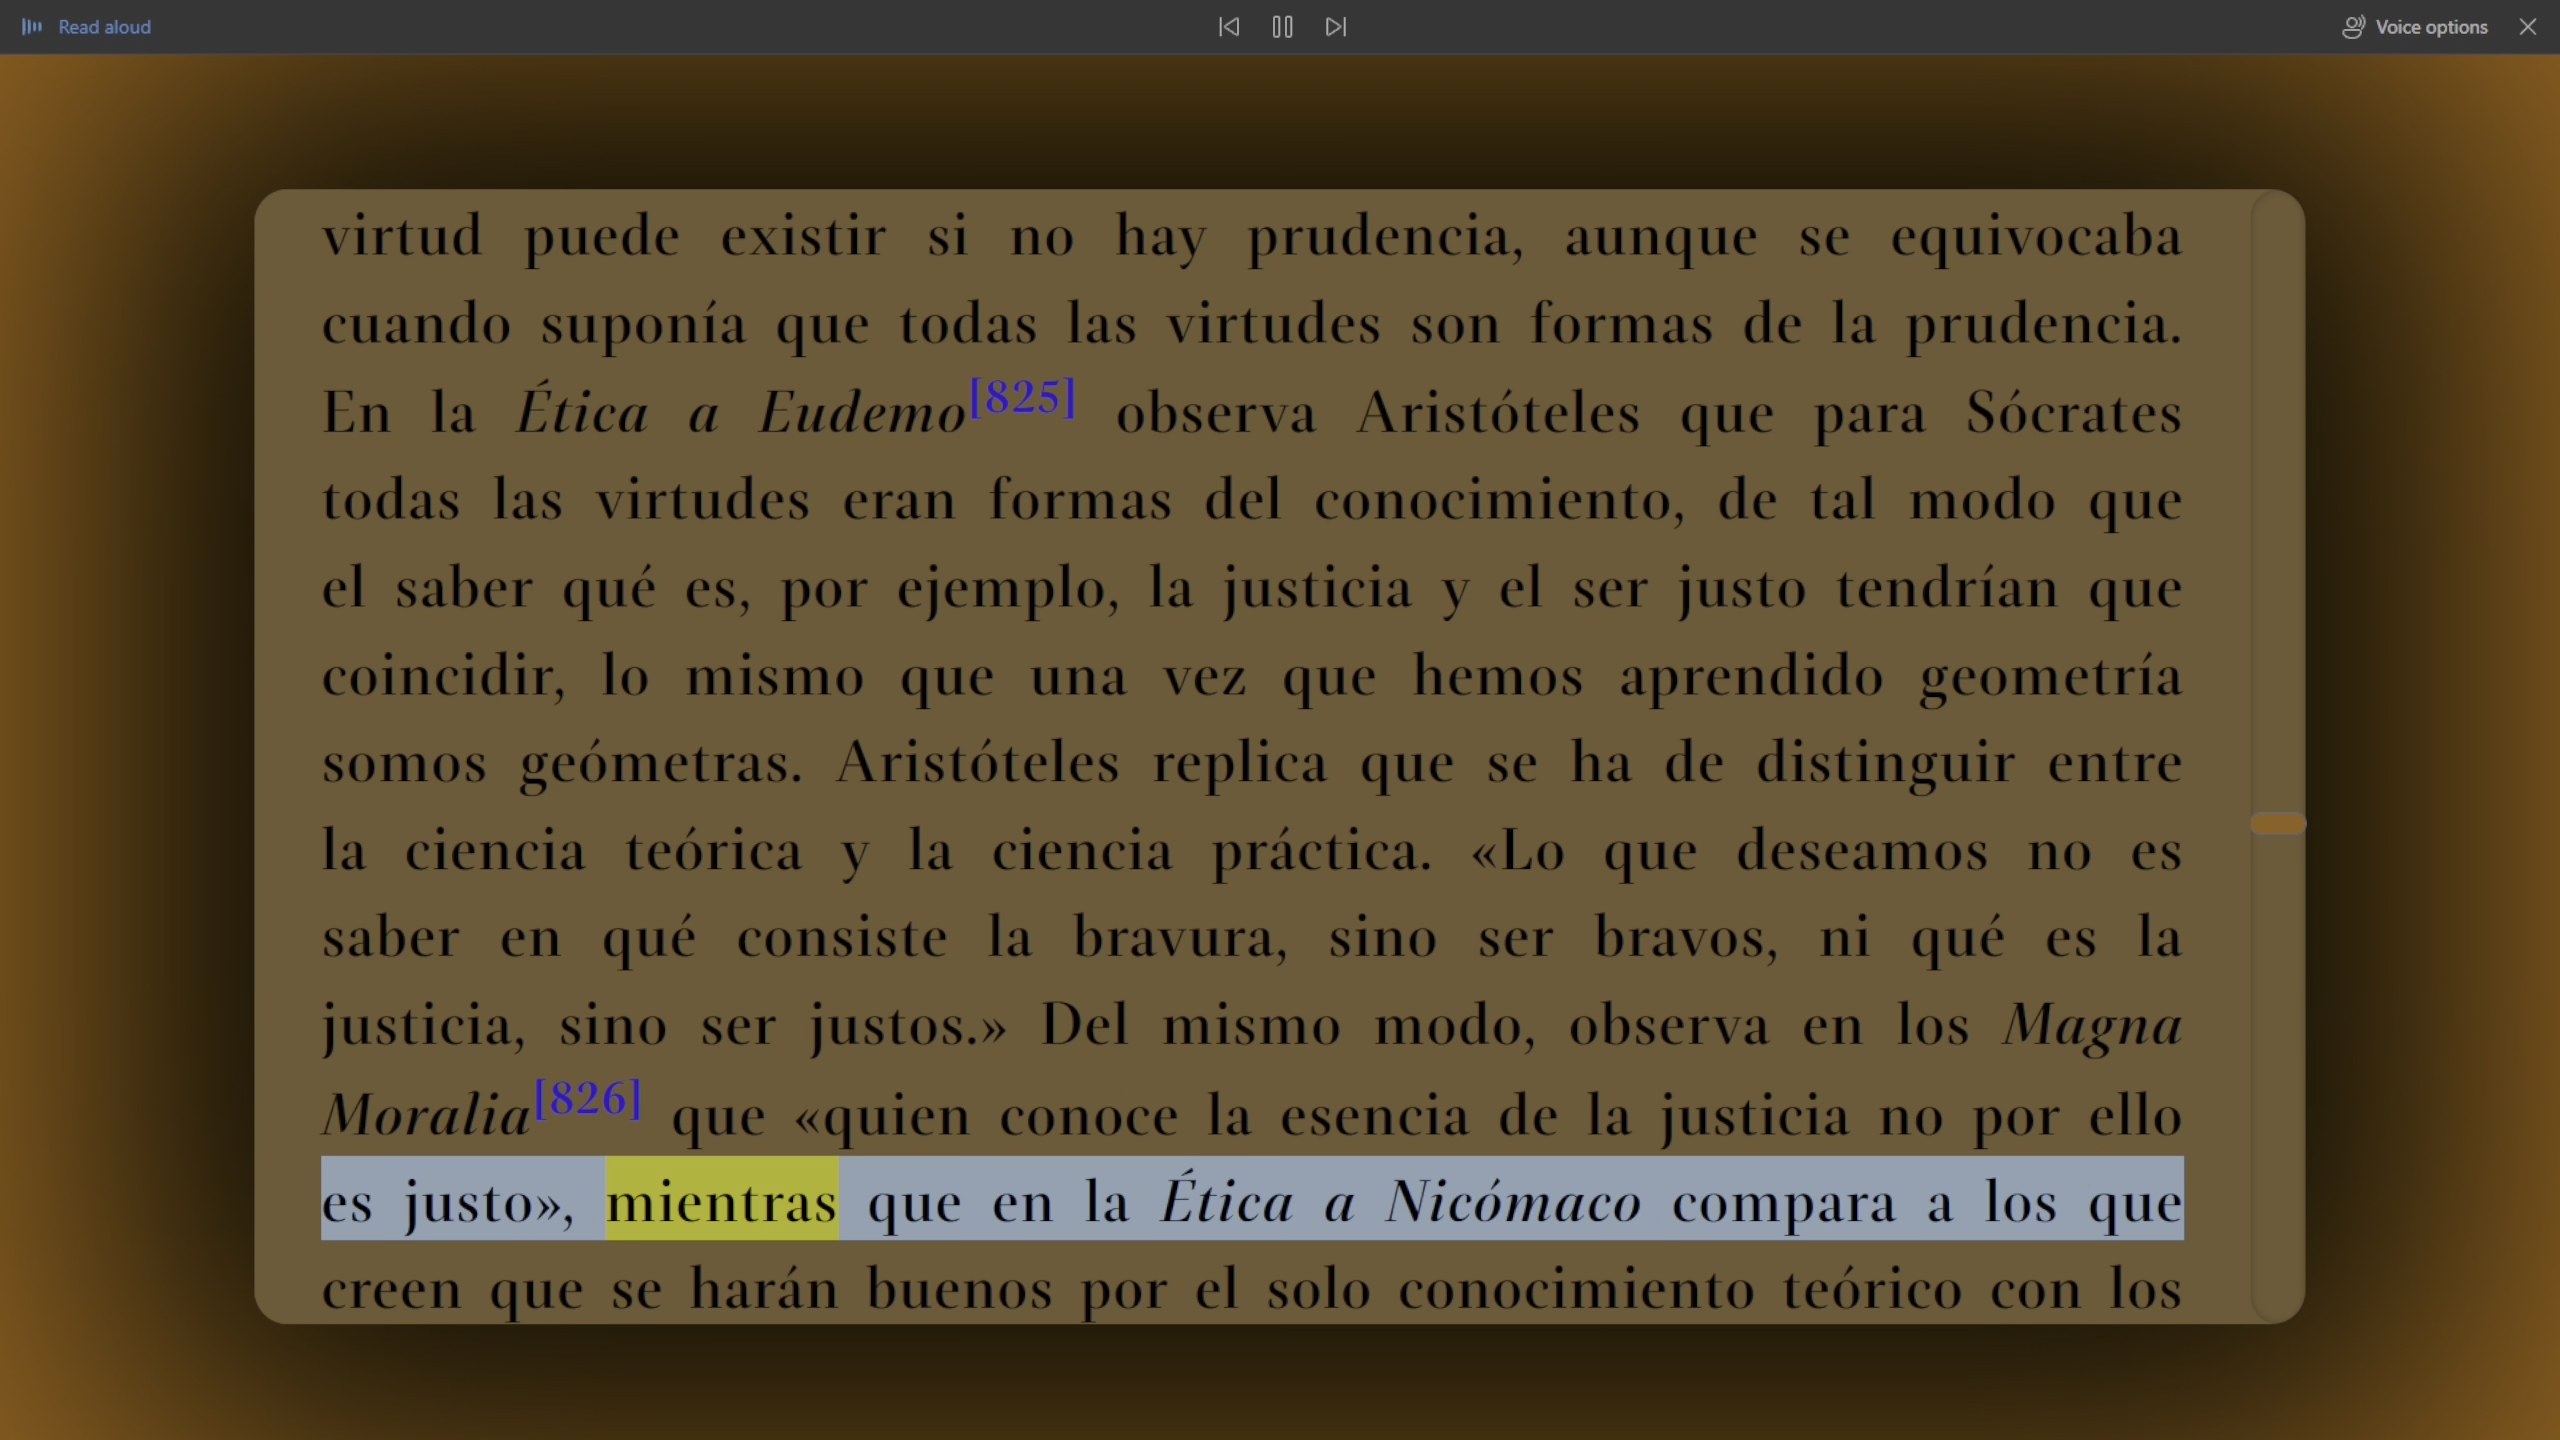 Read aloud
Voice options
virtud puede existir si no hay prudencia, aunque se equivocaba
cuando suponía que todas las virtudes son formas de la prudencia.
En la Ética a Eudemo[825] observa Aristóteles que para Sócrates
todas las virtudes eran formas del conocimiento, de tal modo que
el saber qué es, por ejemplo, la justicia y el ser justo tendrían que
coincidir, lo mismo que una vez que hemos aprendido geometría
somos geómetras. Aristóteles replica que se ha de distinguir entre
la ciencia teórica y la ciencia práctica. «Lo que deseamos no es
saber en qué consiste la bravura, sino ser bravos, ni qué es la
justicia, sino ser justos.» Del mismo modo, observa en los Magna
Moralia[826] que «quien conoce la esencia de la justicia no por ello
es justo», mientras que en la Ética a Nicómaco compara a los que
creen que se harán buenos por el solo conocimiento teórico con los